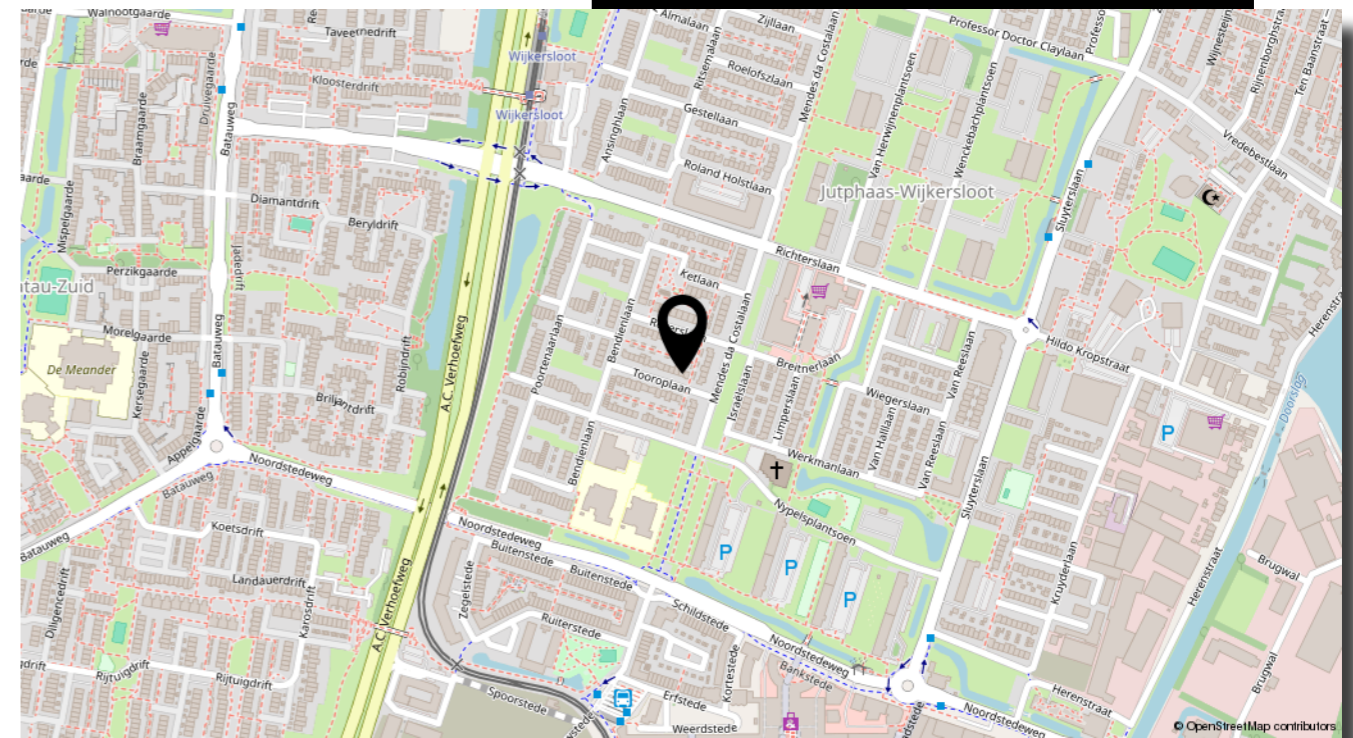 Walnootgaarde
Taveernedrift
Kloosterdrift
Druivegaarde
Braamgaarde
Batauweg
Mispelgaarde
Diamantdrift
Beryldrift
Jadedrift
Perzikgaarde
Morelgaarde
De Meander
Kersegaarde
Batauweg
Robijndrift
Briljantdrift
Appelgaarde
Noordstedeweg
Batauweg
Batauweg
Koetsdrift
Landauerdrift
Diligencedrift
Karosdrift
Rijtuigdrift
Rijtuigdrift
A.C. Verhoefweg
A.C. Verhoefweg
Wijkersloot
Wijkersloot
Almalaan
Zijllaan
Ritsemalaan
Roelofszlaan
Gestellaan
Ansinghlaan
Roland Holstlaan
Mendes da Costalaan
Professor Doctor Claylaan
Van Herwijnenplantsoen
Wenckebachplantsoen
Jutphaas-Wijkersloot
Sluyterslaan
Wijnesteijn
Rijnenborghstraat
Ten Baanstraat
Vredebestlaan
Richterslaan
Ketlaan
Bendienlaan
Poortenaarlaan
Tooroplaan
Mendes da Costalaan
Breitnerlaan
Israelslaan
Limperslaan
Wiegerslaan
Van Reeslaan
Van Halllaan
Van Reeslaan
Werkmanlaan
Hildo Kropstraat
Herenstra
Doorslag
P
Bendienlaan
Nypelsplantsoen
Sluyterslaan
P
P
P
Kruyderlaan
Herenstraat
Brugwal
Brugwal
Noordstedeweg
Buitenstede
Buitenstede
Zegelstede
Ruiterstede
Schildstede
Noordstedeweg
Kortestede
Bankstede
Erfstede
Spoorstede
Weerdstede
Herenstraat
Noordstedeweg
© OpenStreetMap contributors